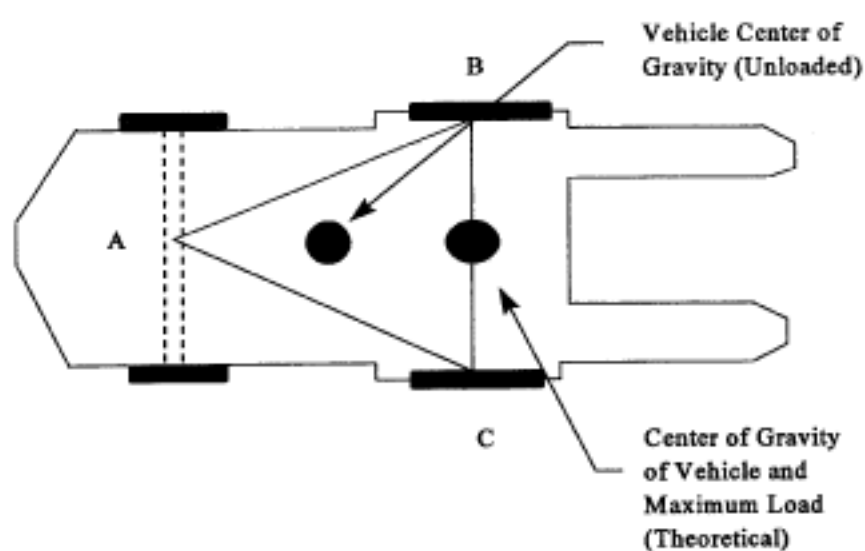 Vehicle Center of
Gravity (Unloaded)
B
A
C
Center of Gravity
of Vehicle and
Maximum Load
(Theoretical)